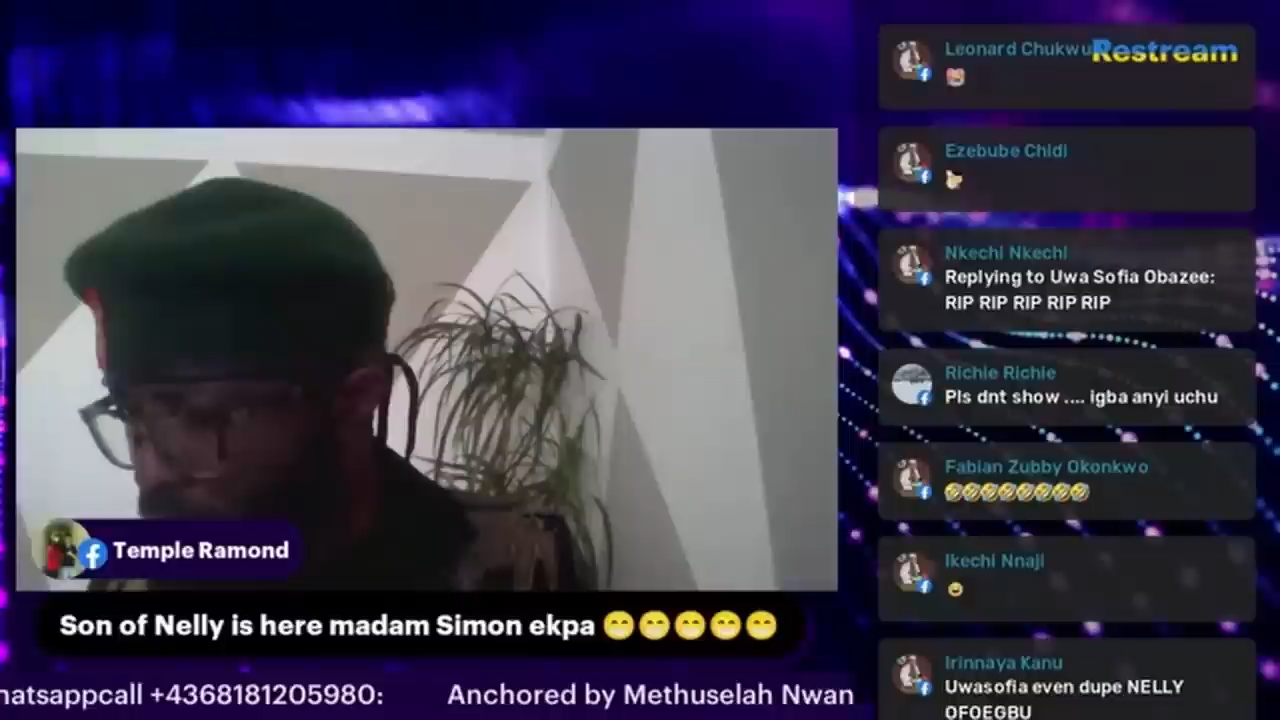 Leonard Chukwu
Restream
Ezebube Chidi
Nkechi Nkechi
Replying to Uwa Sofia Obazee:
RIP RIP RIP RIP RIP
Richie Richie
Pls dnt show .... igba anyi uchu
Fabian Zubby Okonkwo
🤣🤣🤣🤣🤣🤣🤣🤣
Ikechi Nnaji
Irinnaya Kanu
Uwasofia even dupe NELLY
OFOEGBU
Temple Ramond
Son of Nelly is here madam Simon ekpa 😁😁😁😁😁
hatsappcall +4368181205980:
Anchored by Methuselah Nwan